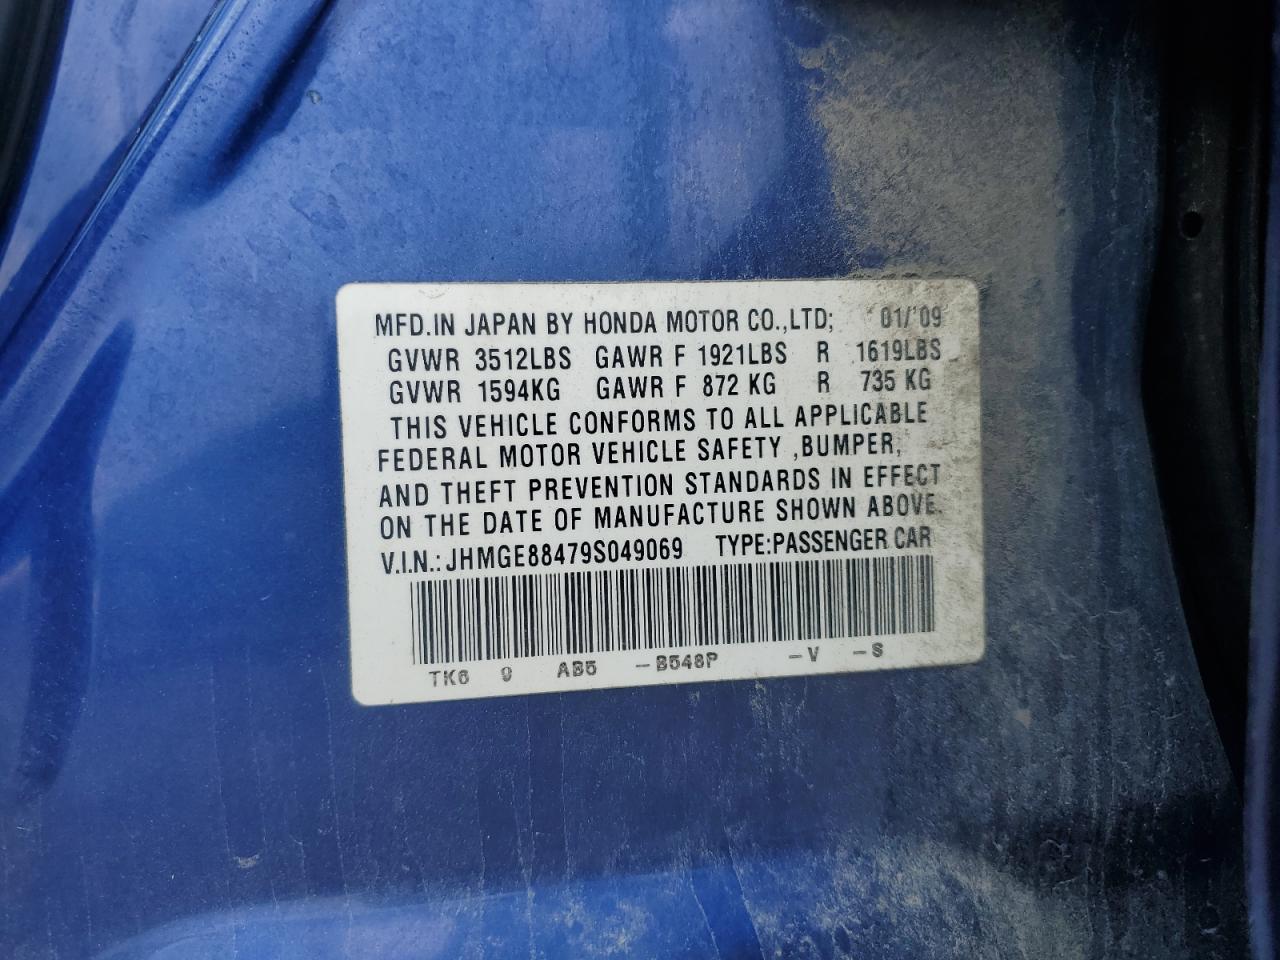 MFD.IN JAPAN BY HONDA MOTOR CO.,LTD; 01/'09
GVWR 3512LBS GAWR F 1921LBS R 1619LBS
GVWR 1594KG GAWR F 872 KG R 735 KG
THIS VEHICLE CONFORMS TO ALL APPLICABLE
FEDERAL MOTOR VEHICLE SAFETY ,BUMPER,
AND THEFT PREVENTION STANDARDS IN EFFECT
ON THE DATE OF MANUFACTURE SHOWN ABOVE.
V.I.N.: JHMGE88479S049069 TYPE:PASSENGER CAR
TK6 9 AB5 -B548P -V -S